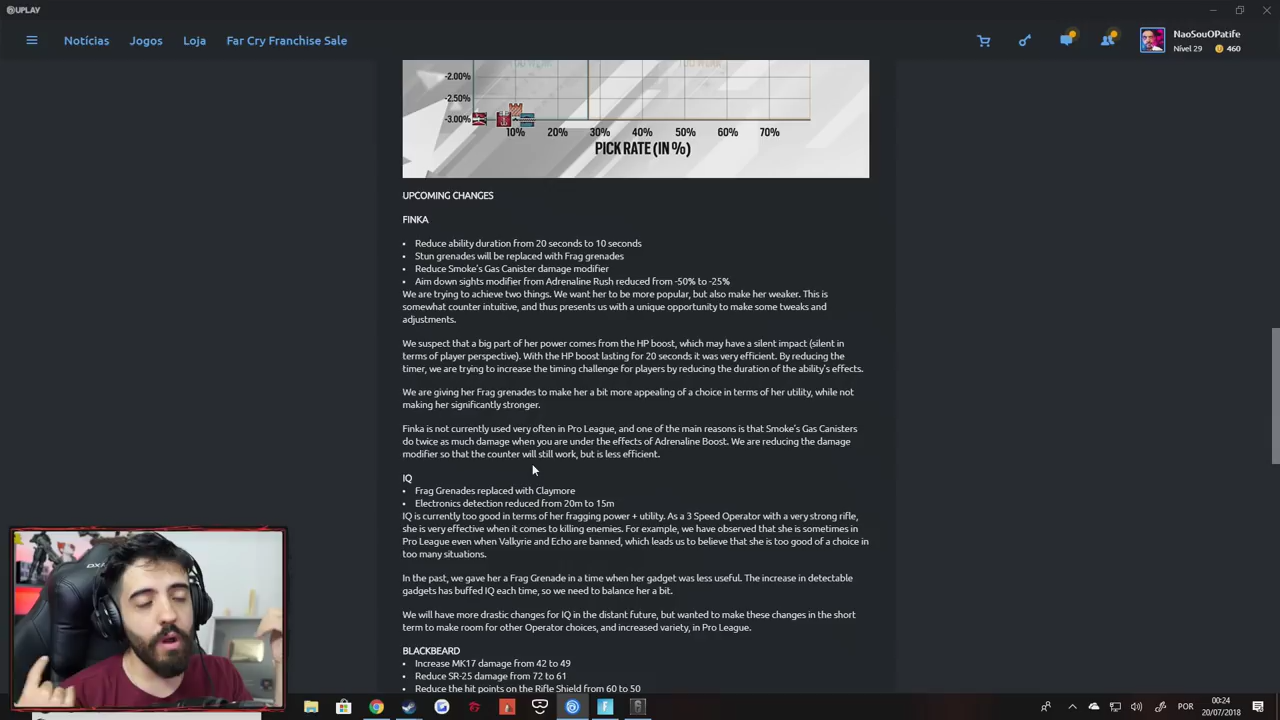 UPLAY
Notícias Jogos Loja Far Cry Franchise Sale
NaoSouOPatife
Nível 29 460
-2.00%
-2.50%
-3.00%
10% 20% 30% 40% 50% 60% 70%
PICK RATE (IN %)
UPCOMING CHANGES
FINKA
• Reduce ability duration from 20 seconds to 10 seconds
• Stun grenades will be replaced with Frag grenades
• Reduce Smoke's Gas Canister damage modifier
• Aim down sights modifier from Adrenaline Rush reduced from -50% to -25%
We are trying to achieve two things. We want her to be more popular, but also make her weaker. This is
somewhat counter intuitive, and thus presents us with a unique opportunity to make some tweaks and
adjustments.
We suspect that a big part of her power comes from the HP boost, which may have a silent impact (silent in
terms of player perspective). With the HP boost lasting for 20 seconds it was very efficient. By reducing the
timer, we are trying to increase the timing challenge for players by reducing the duration of the ability's effects.
We are giving her Frag grenades to make her a bit more appealing of a choice in terms of her utility, while not
making her significantly stronger.
Finka is not currently used very often in Pro League, and one of the main reasons is that Smoke's Gas Canisters
do twice as much damage when you are under the effects of Adrenaline Boost. We are reducing the damage
modifier so that the counter will still work, but is less efficient.
IQ
• Frag Grenades replaced with Claymore
• Electronics detection reduced from 20m to 15m
IQ is currently too good in terms of her fragging power + utility. As a 3 Speed Operator with a very strong rifle,
she is very effective when it comes to killing enemies. For example, we have observed that she is sometimes in
Pro League even when Valkyrie and Echo are banned, which leads us to believe that she is too good of a choice in
too many situations.
In the past, we gave her a Frag Grenade in a time when her gadget was less useful. The increase in detectable
gadgets has buffed IQ each time, so we need to balance her a bit.
We will have more drastic changes for IQ in the distant future, but wanted to make these changes in the short
term to make room for other Operator choices, and increased variety, in Pro League.
BLACKBEARD
• Increase MK17 damage from 42 to 49
• Reduce SR-25 damage from 72 to 61
• Reduce the hit points on the Rifle Shield from 60 to 50
POR
00:24
20/07/2018